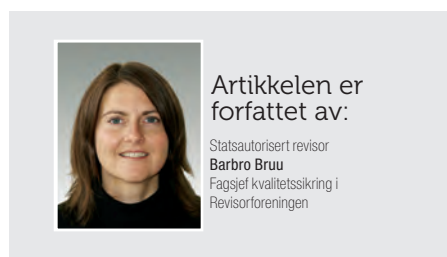 Artikkelen er
forfattet av:
Statsautorisert revisor
Barbro Bruu
Fagsjef kvalitetssikring i
Revisorforeningen